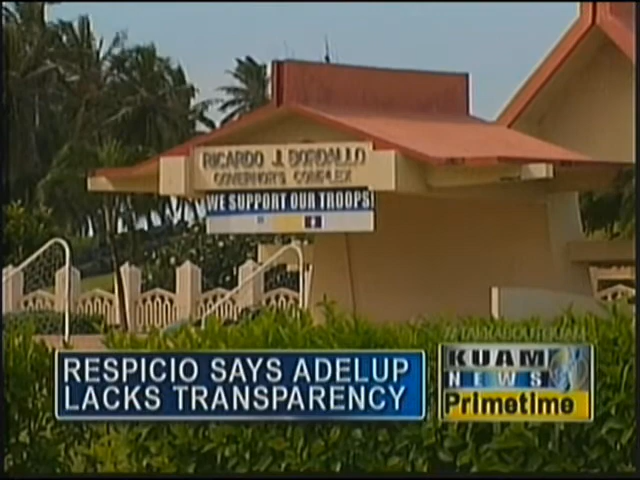 RICARDO J. BORDALLO
GOVERNOR'S COMPLEX
WE SUPPORT OUR TROOPS!
RESPICIO SAYS ADELUP
LACKS TRANSPARENCY
KUAM
NEWS
Primetime